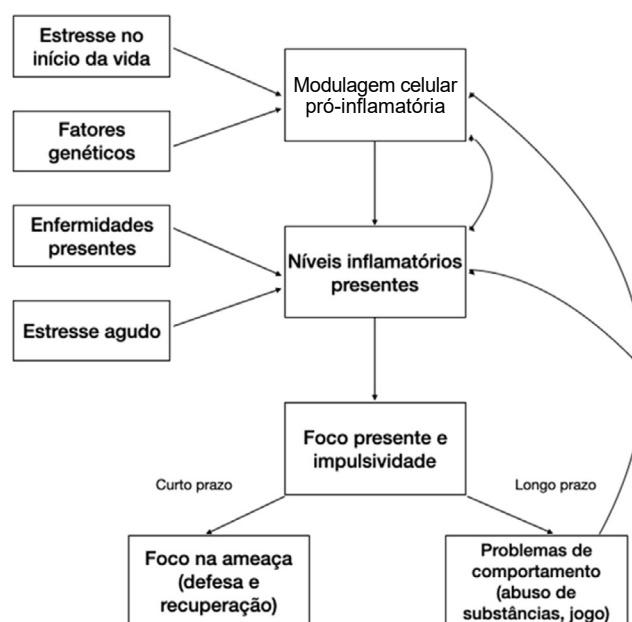 Estresse no
início da vida
Modulagem celular
pró-inflamatória
Fatores
genéticos
Enfermidades
presentes
Níveis inflamatórios
presentes
Estresse agudo
Foco presente e
impulsividade
Curto prazo
Longo prazo
Foco na ameaça
(defesa e
recuperação)
Problemas de
comportamento
(abuso de
substâncias, jogo)